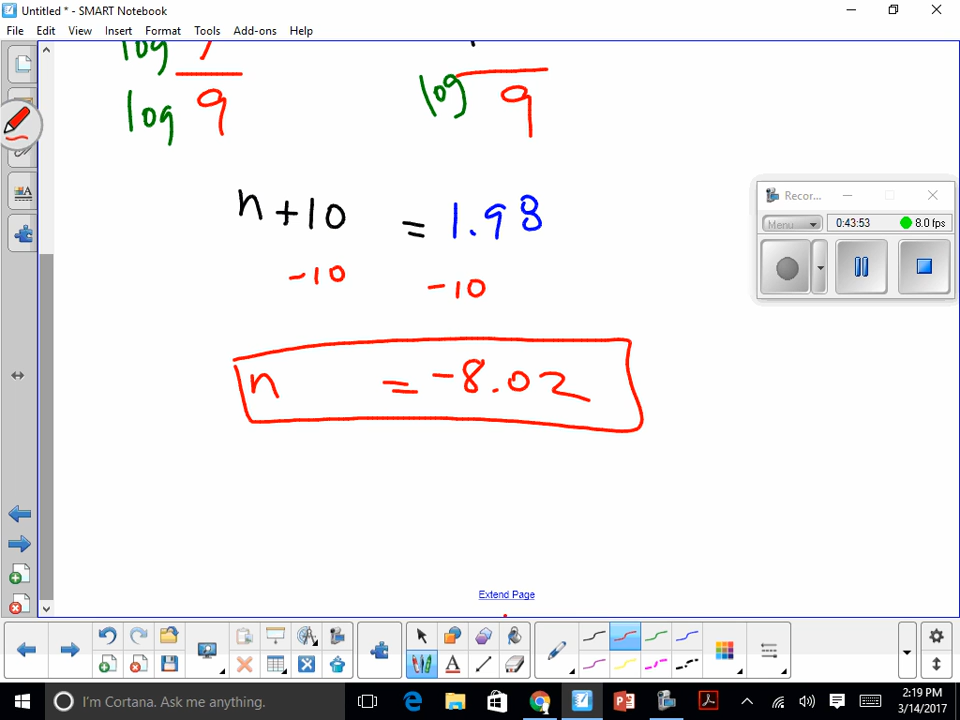 Untitled * - SMART Notebook
File Edit View Insert Format Tools Add-ons Help
log
log 9 log 9
n +10 = 1.98
-10 -10
n = -8.02
Recor...
Menu 0:43:53 8.0 fps
Extend Page
I'm Cortana. Ask me anything.
2:19 PM
3/14/2017